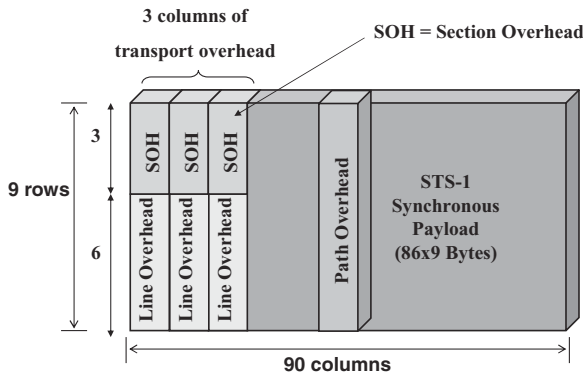 3 columns of
transport overhead
SOH = Section Overhead
3
9 rows
6
SOH
SOH
SOH
Line Overhead
Line Overhead
Line Overhead
Path Overhead
STS-1
Synchronous
Payload
(86x9 Bytes)
90 columns